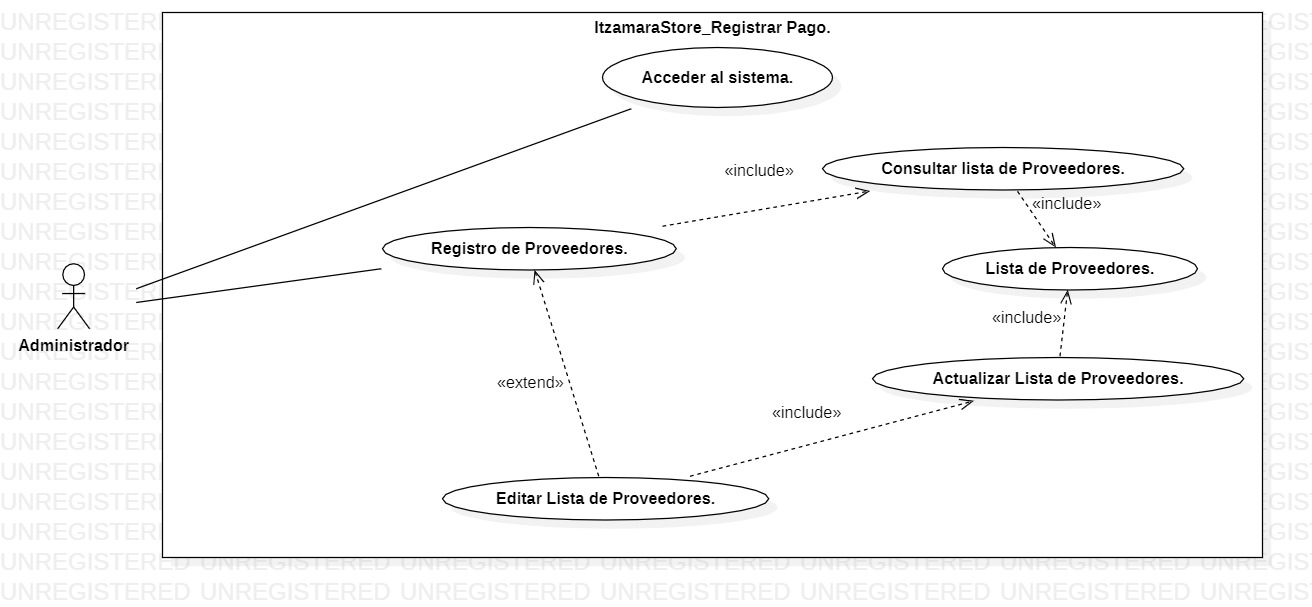 ItzamaraStore_Registrar Pago.
Acceder al sistema.
«include»
Consultar lista de Proveedores.
«include»
Registro de Proveedores.
Lista de Proveedores.
«include»
Administrador
«extend»
Actualizar Lista de Proveedores.
«include»
Editar Lista de Proveedores.
UNREGISTERED UNREGISTERED UNREGISTERED UNREGISTERED UNREGISTERED UNREGISTERED